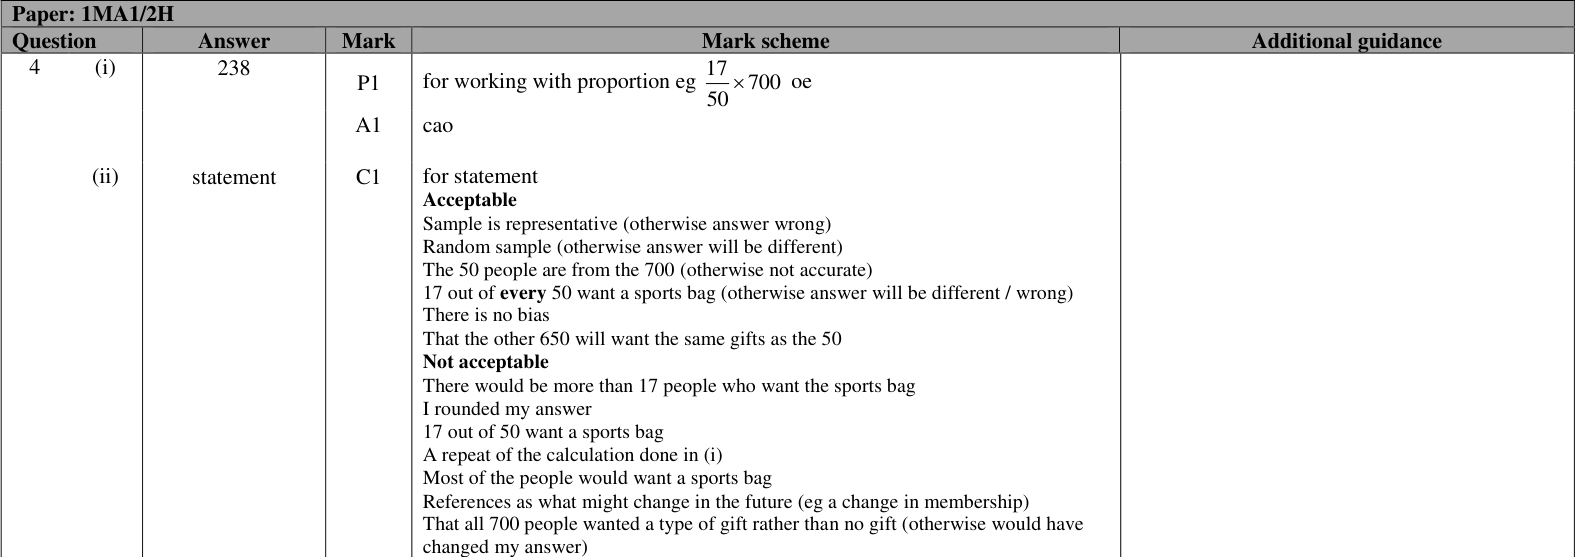 Paper: 1MA1/2H
Question Answer Mark Mark scheme Additional guidance
4 (i) 238 P1 for working with proportion eg 17/50 × 700 oe
A1 cao
(ii) statement C1 for statement
Acceptable
Sample is representative (otherwise answer wrong)
Random sample (otherwise answer will be different)
The 50 people are from the 700 (otherwise not accurate)
17 out of every 50 want a sports bag (otherwise answer will be different / wrong)
There is no bias
That the other 650 will want the same gifts as the 50
Not acceptable
There would be more than 17 people who want the sports bag
I rounded my answer
17 out of 50 want a sports bag
A repeat of the calculation done in (i)
Most of the people would want a sports bag
References as what might change in the future (eg a change in membership)
That all 700 people wanted a type of gift rather than no gift (otherwise would have
changed my answer)